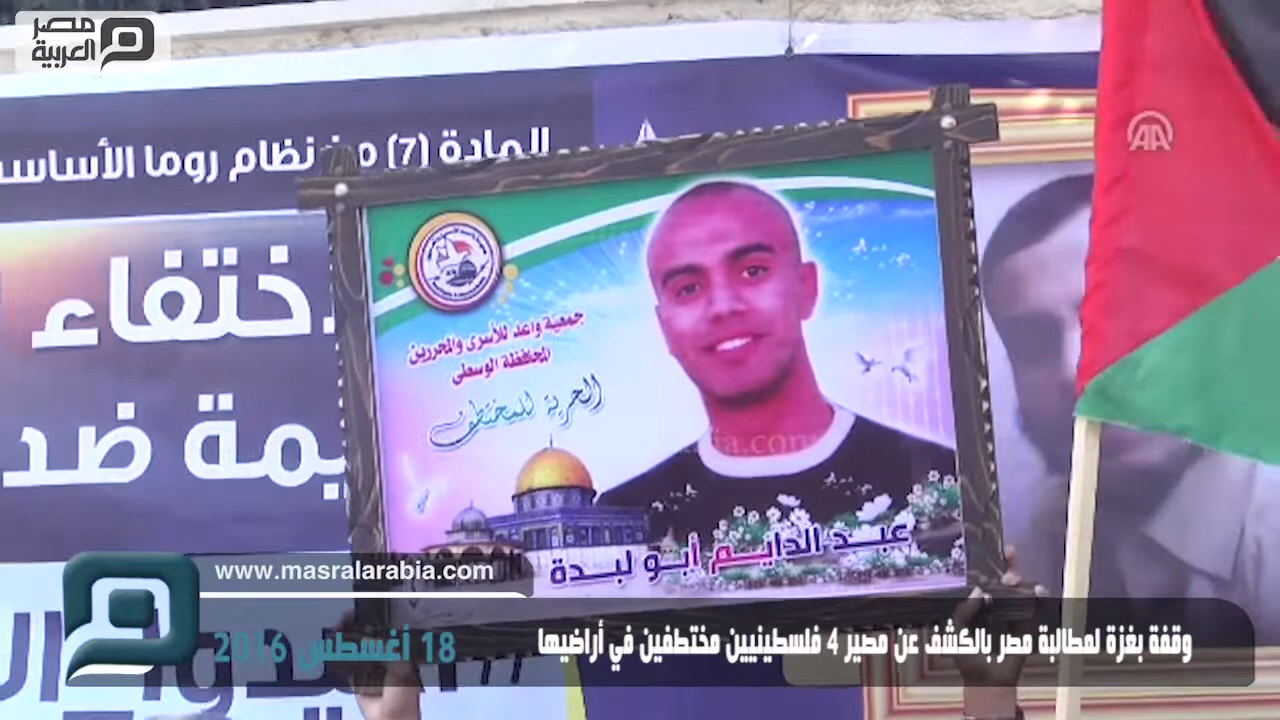 مصر
العربية
المادة (7) من نظام روما الأساسي
اختفاء
ضد
AA
جمعية واعد للأسرى والمحررين
المحافظة الوسطى
الحرية للمختطف
عبد الدايم أبو لبدة
www.masralarabia.com
وقفة بغزة لمطالبة مصر بالكشف عن مصير 4 فلسطينيين مختطفين في أراضيها
18 أغسطس 2016